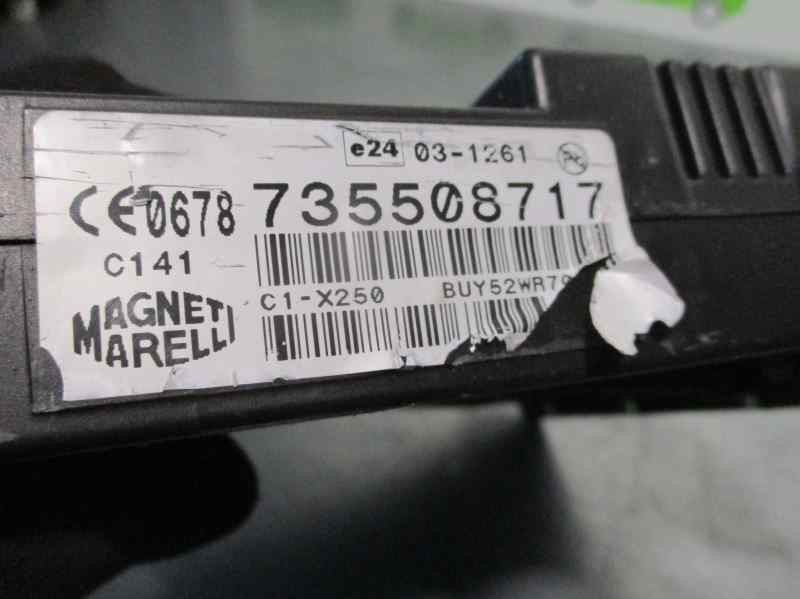 e24 03-1261
CE0678 735508717
C141
C1-X250
MAGNETI
MARELLI